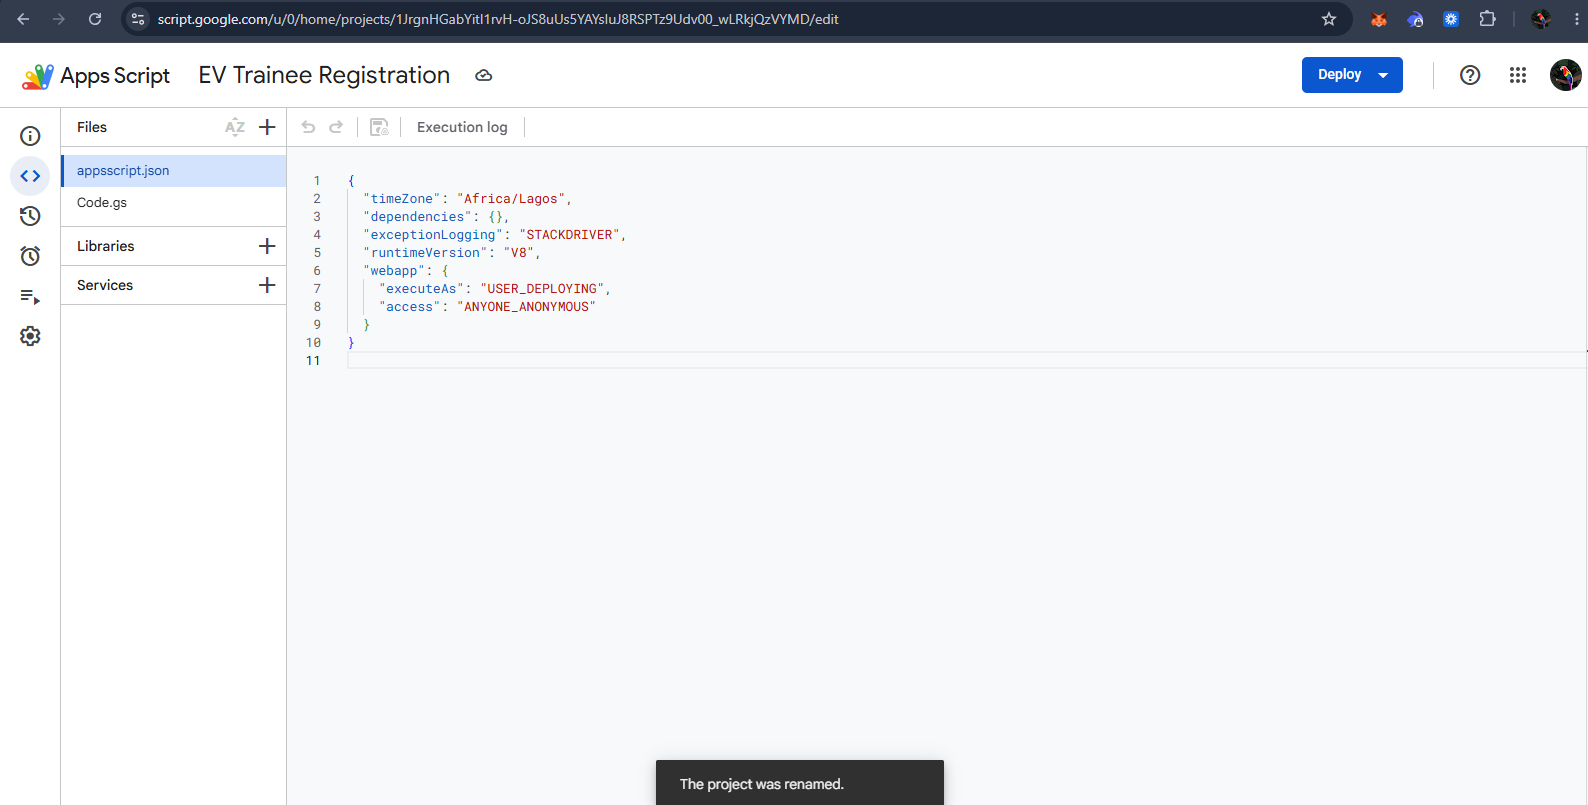 script.google.com/u/0/home/projects/1JrgnHGabYitl1rvH-oJS8uUs5YAYsluJ8RSPTz9Udv00_wLRkjQzVYMD/edit
Apps Script EV Trainee Registration Deploy
Files AZ Execution log
appsscript.json
Code.gs
Libraries
Services
1 {
2 "timeZone": "Africa/Lagos",
3 "dependencies": {},
4 "exceptionLogging": "STACKDRIVER",
5 "runtimeVersion": "V8",
6 "webapp": {
7 "executeAs": "USER_DEPLOYING",
8 "access": "ANYONE_ANONYMOUS"
9 }
10 }
11
The project was renamed.